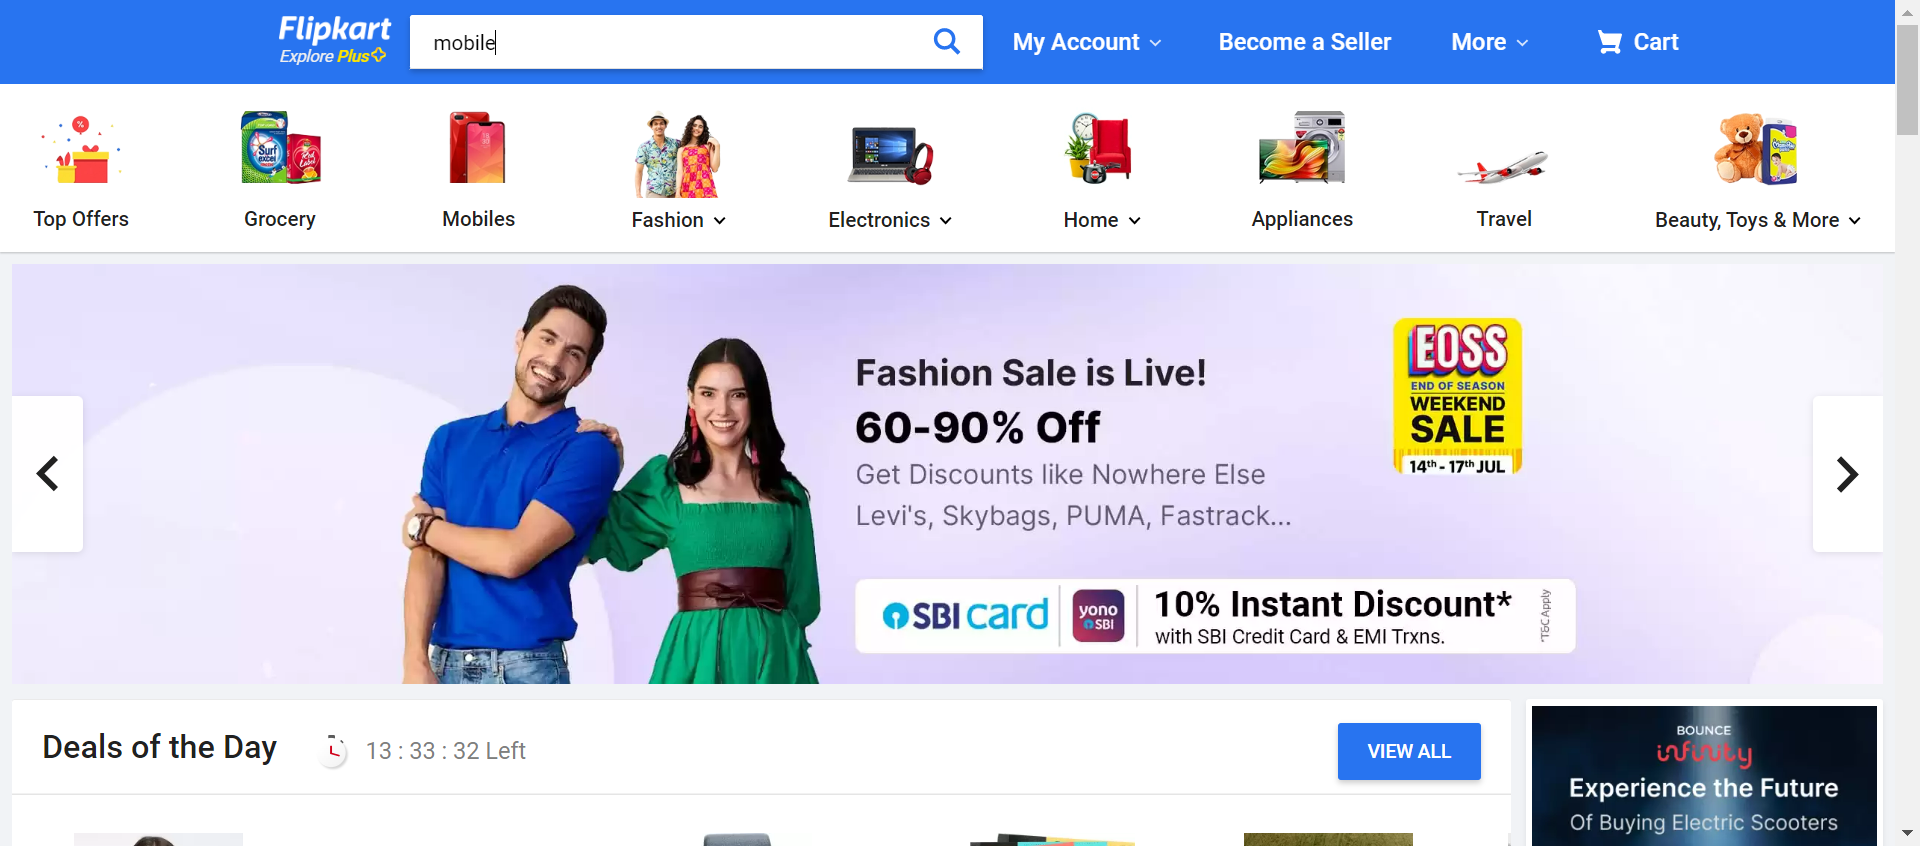 Flipkart
Explore Plus
mobile
My Account
Become a Seller
More
Cart
Top Offers
Grocery
Mobiles
Fashion
Electronics
Home
Appliances
Travel
Beauty, Toys & More
Fashion Sale is Live!
60-90% Off
Get Discounts like Nowhere Else
Levi's, Skybags, PUMA, Fastrack...
EOSS
END OF SEASON
WEEKEND
SALE
14th - 17th JUL
SBI card
yono
SBI
10% Instant Discount*
with SBI Credit Card & EMI Trxns.
*T&C Apply
Deals of the Day
13 : 33 : 32 Left
VIEW ALL
BOUNCE
infinity
Experience the Future
Of Buying Electric Scooters